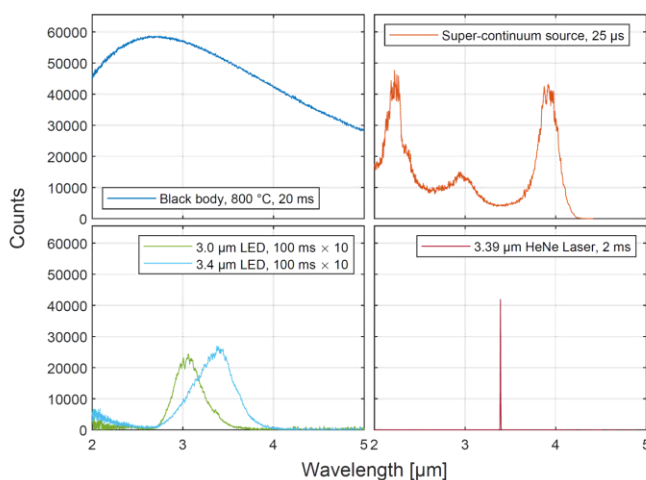 60000
50000
40000
30000
20000
10000
0
Black body, 800 °C, 20 ms
Super-continuum source, 25 µs
Counts
60000
50000
40000
30000
20000
10000
0
3.0 µm LED, 100 ms × 10
3.4 µm LED, 100 ms × 10
3.39 µm HeNe Laser, 2 ms
2 3 4 5 2 3 4 5
Wavelength [µm]